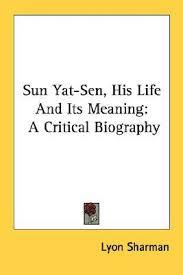 Sun Yat-Sen, His Life
And Its Meaning:
A Critical Biography
Lyon Sharman